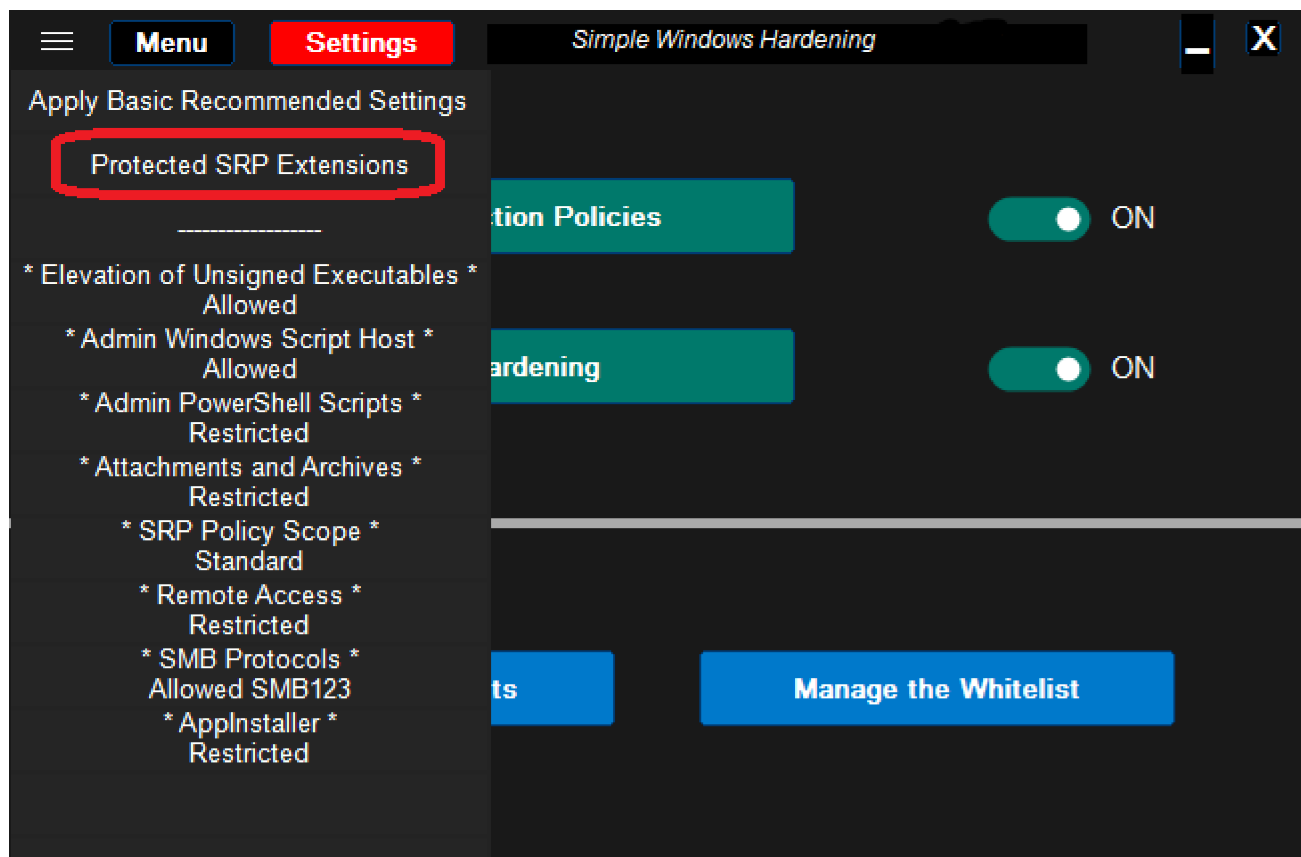 Menu
Settings
Simple Windows Hardening
X
Apply Basic Recommended Settings
Protected SRP Extensions
------------------
* Elevation of Unsigned Executables *
Allowed
* Admin Windows Script Host *
Allowed
* Admin PowerShell Scripts *
Restricted
* Attachments and Archives *
Restricted
* SRP Policy Scope *
Standard
* Remote Access *
Restricted
* SMB Protocols *
Allowed SMB123
* AppInstaller *
Restricted
tion Policies
ON
ardening
ON
ts
Manage the Whitelist